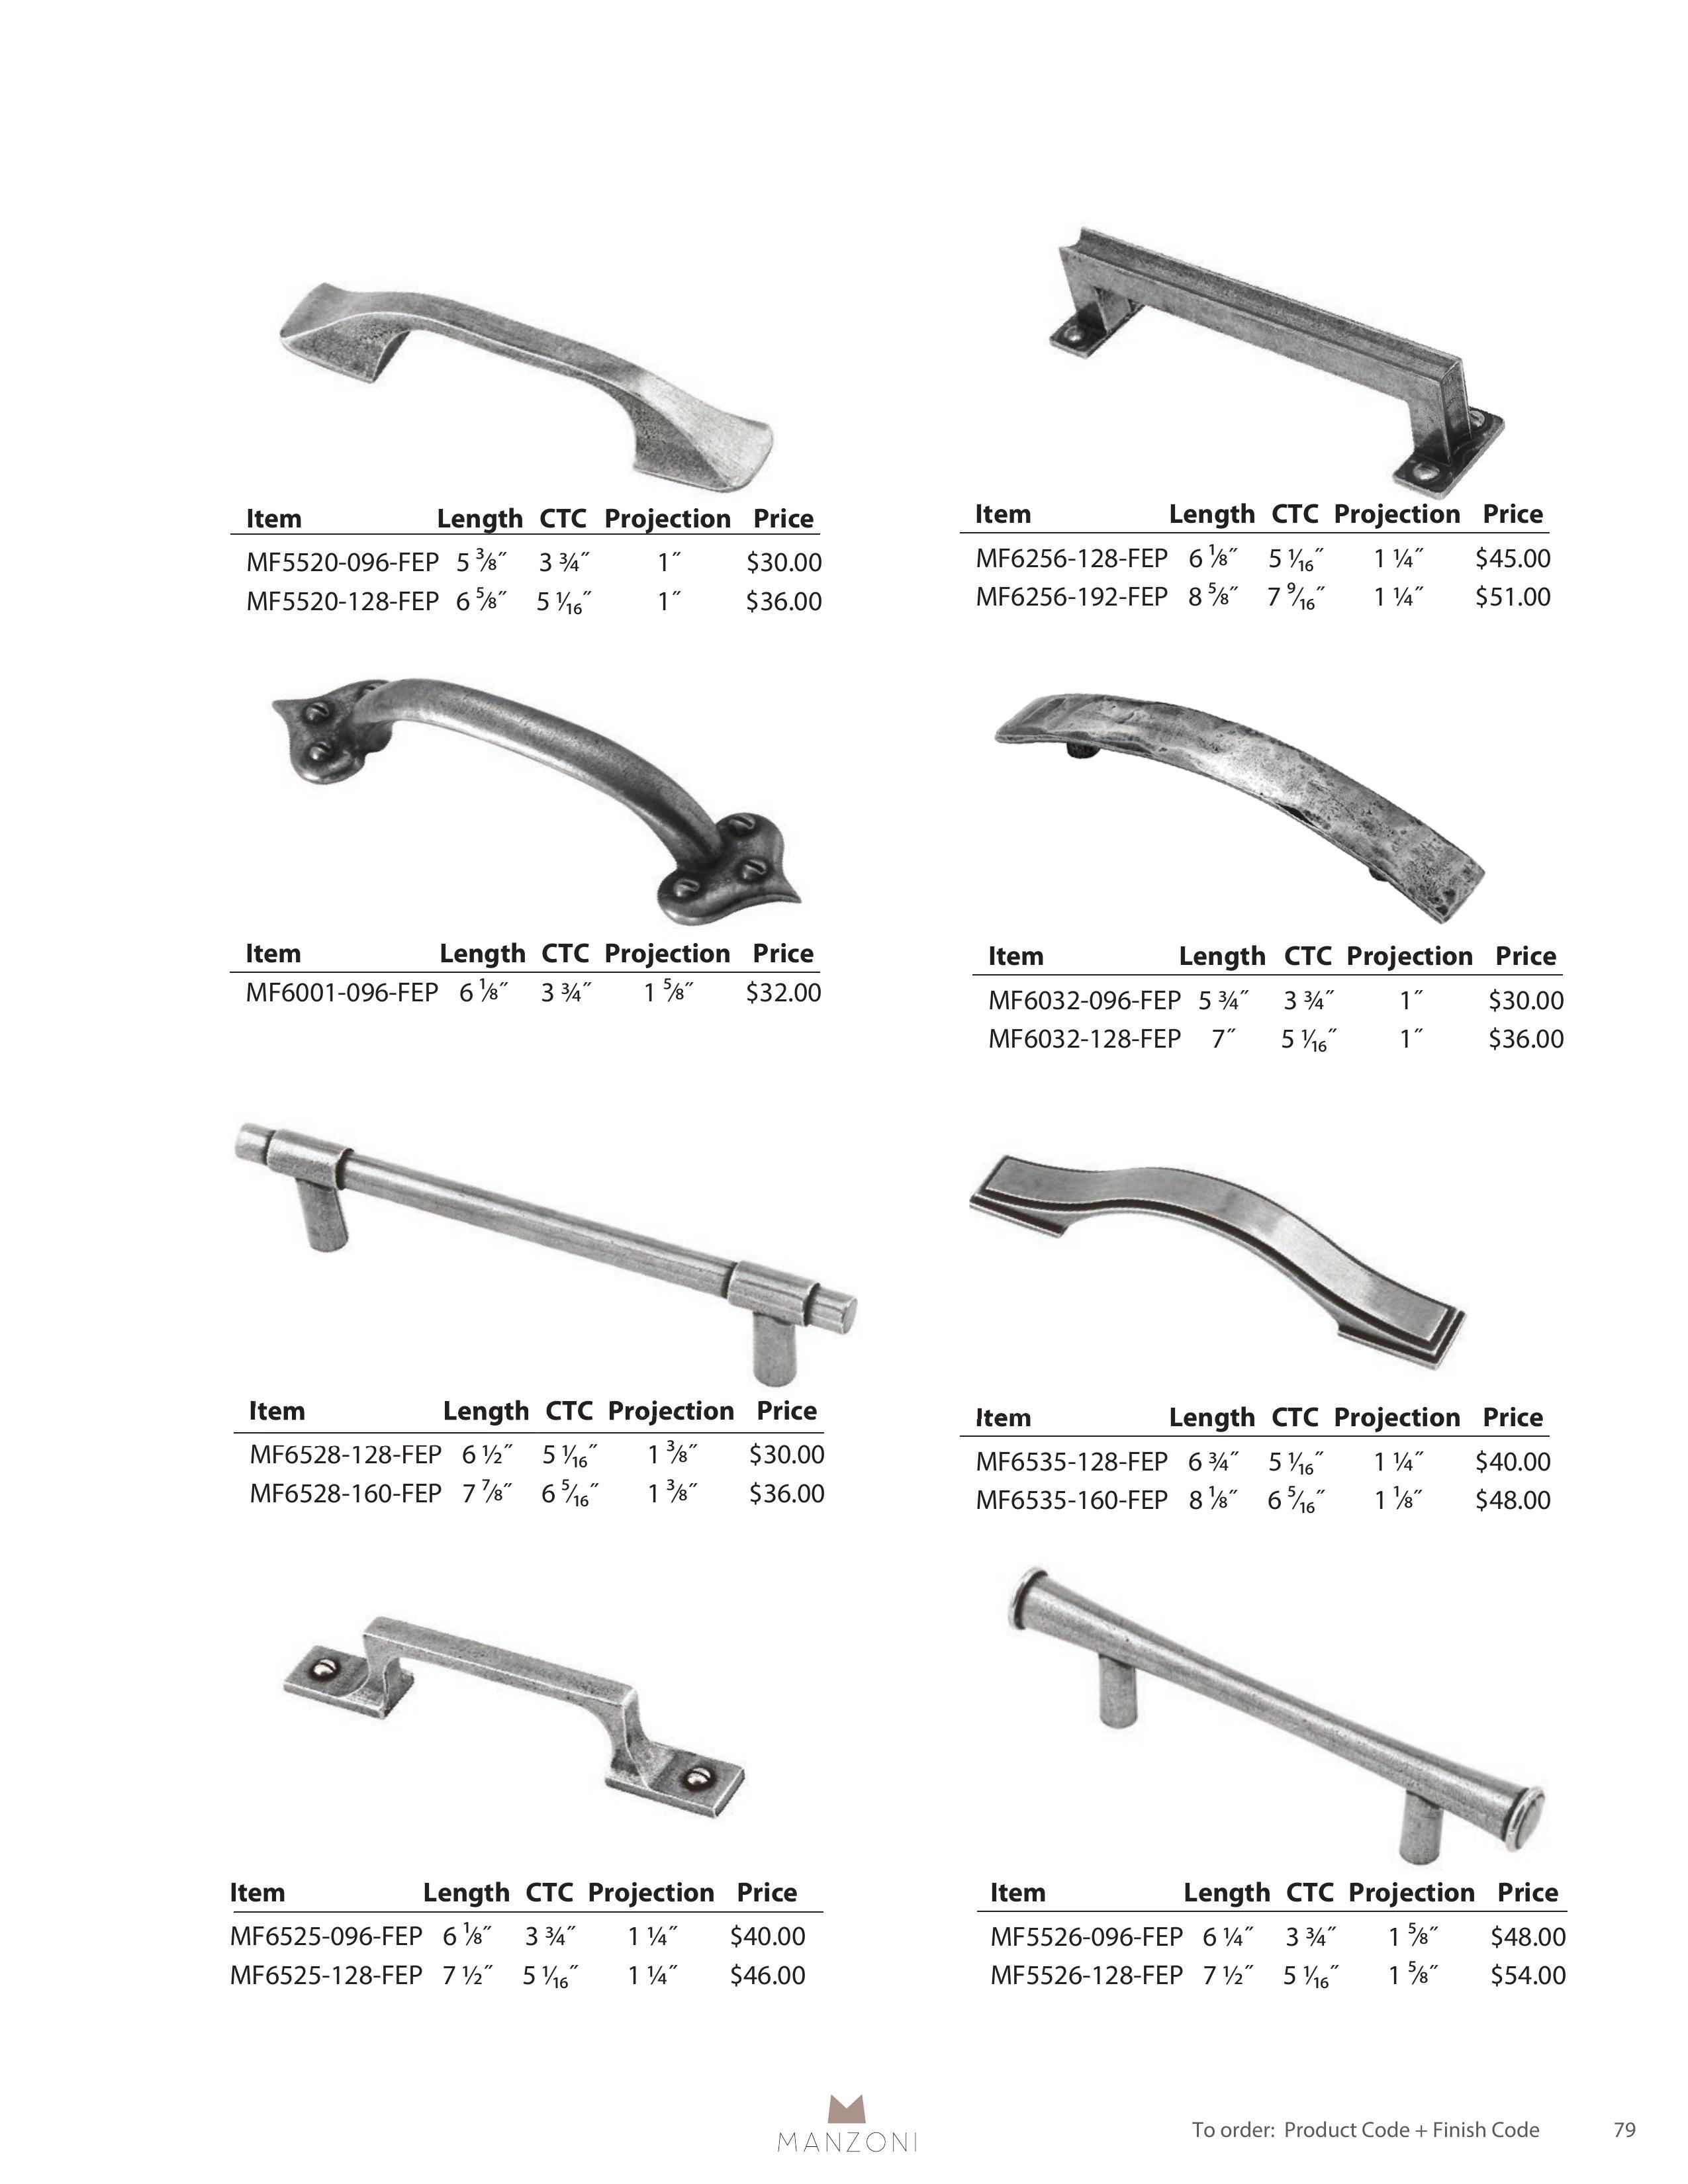 Item Length CTC Projection Price
MF5520-096-FEP 5 ⅜″ 3 ¾″ 1″ $30.00
MF5520-128-FEP 6 ⅝″ 5 1⁄16″ 1″ $36.00
Item Length CTC Projection Price
MF6256-128-FEP 6 ⅛″ 5 1⁄16″ 1 ¼″ $45.00
MF6256-192-FEP 8 ⅝″ 7 9⁄16″ 1 ¼″ $51.00
Item Length CTC Projection Price
MF6001-096-FEP 6 ⅛″ 3 ¾″ 1 ⅝″ $32.00
Item Length CTC Projection Price
MF6032-096-FEP 5 ¾″ 3 ¾″ 1″ $30.00
MF6032-128-FEP 7″ 5 1⁄16″ 1″ $36.00
Item Length CTC Projection Price
MF6528-128-FEP 6 ½″ 5 1⁄16″ 1 ⅜″ $30.00
MF6528-160-FEP 7 ⅞″ 6 5⁄16″ 1 ⅜″ $36.00
Item Length CTC Projection Price
MF6535-128-FEP 6 ¾″ 5 1⁄16″ 1 ¼″ $40.00
MF6535-160-FEP 8 ⅛″ 6 5⁄16″ 1 ⅛″ $48.00
Item Length CTC Projection Price
MF6525-096-FEP 6 ⅛″ 3 ¾″ 1 ¼″ $40.00
MF6525-128-FEP 7 ½″ 5 1⁄16″ 1 ¼″ $46.00
Item Length CTC Projection Price
MF5526-096-FEP 6 ¼″ 3 ¾″ 1 ⅝″ $48.00
MF5526-128-FEP 7 ½″ 5 1⁄16″ 1 ⅝″ $54.00
MANZONI
To order: Product Code + Finish Code 79